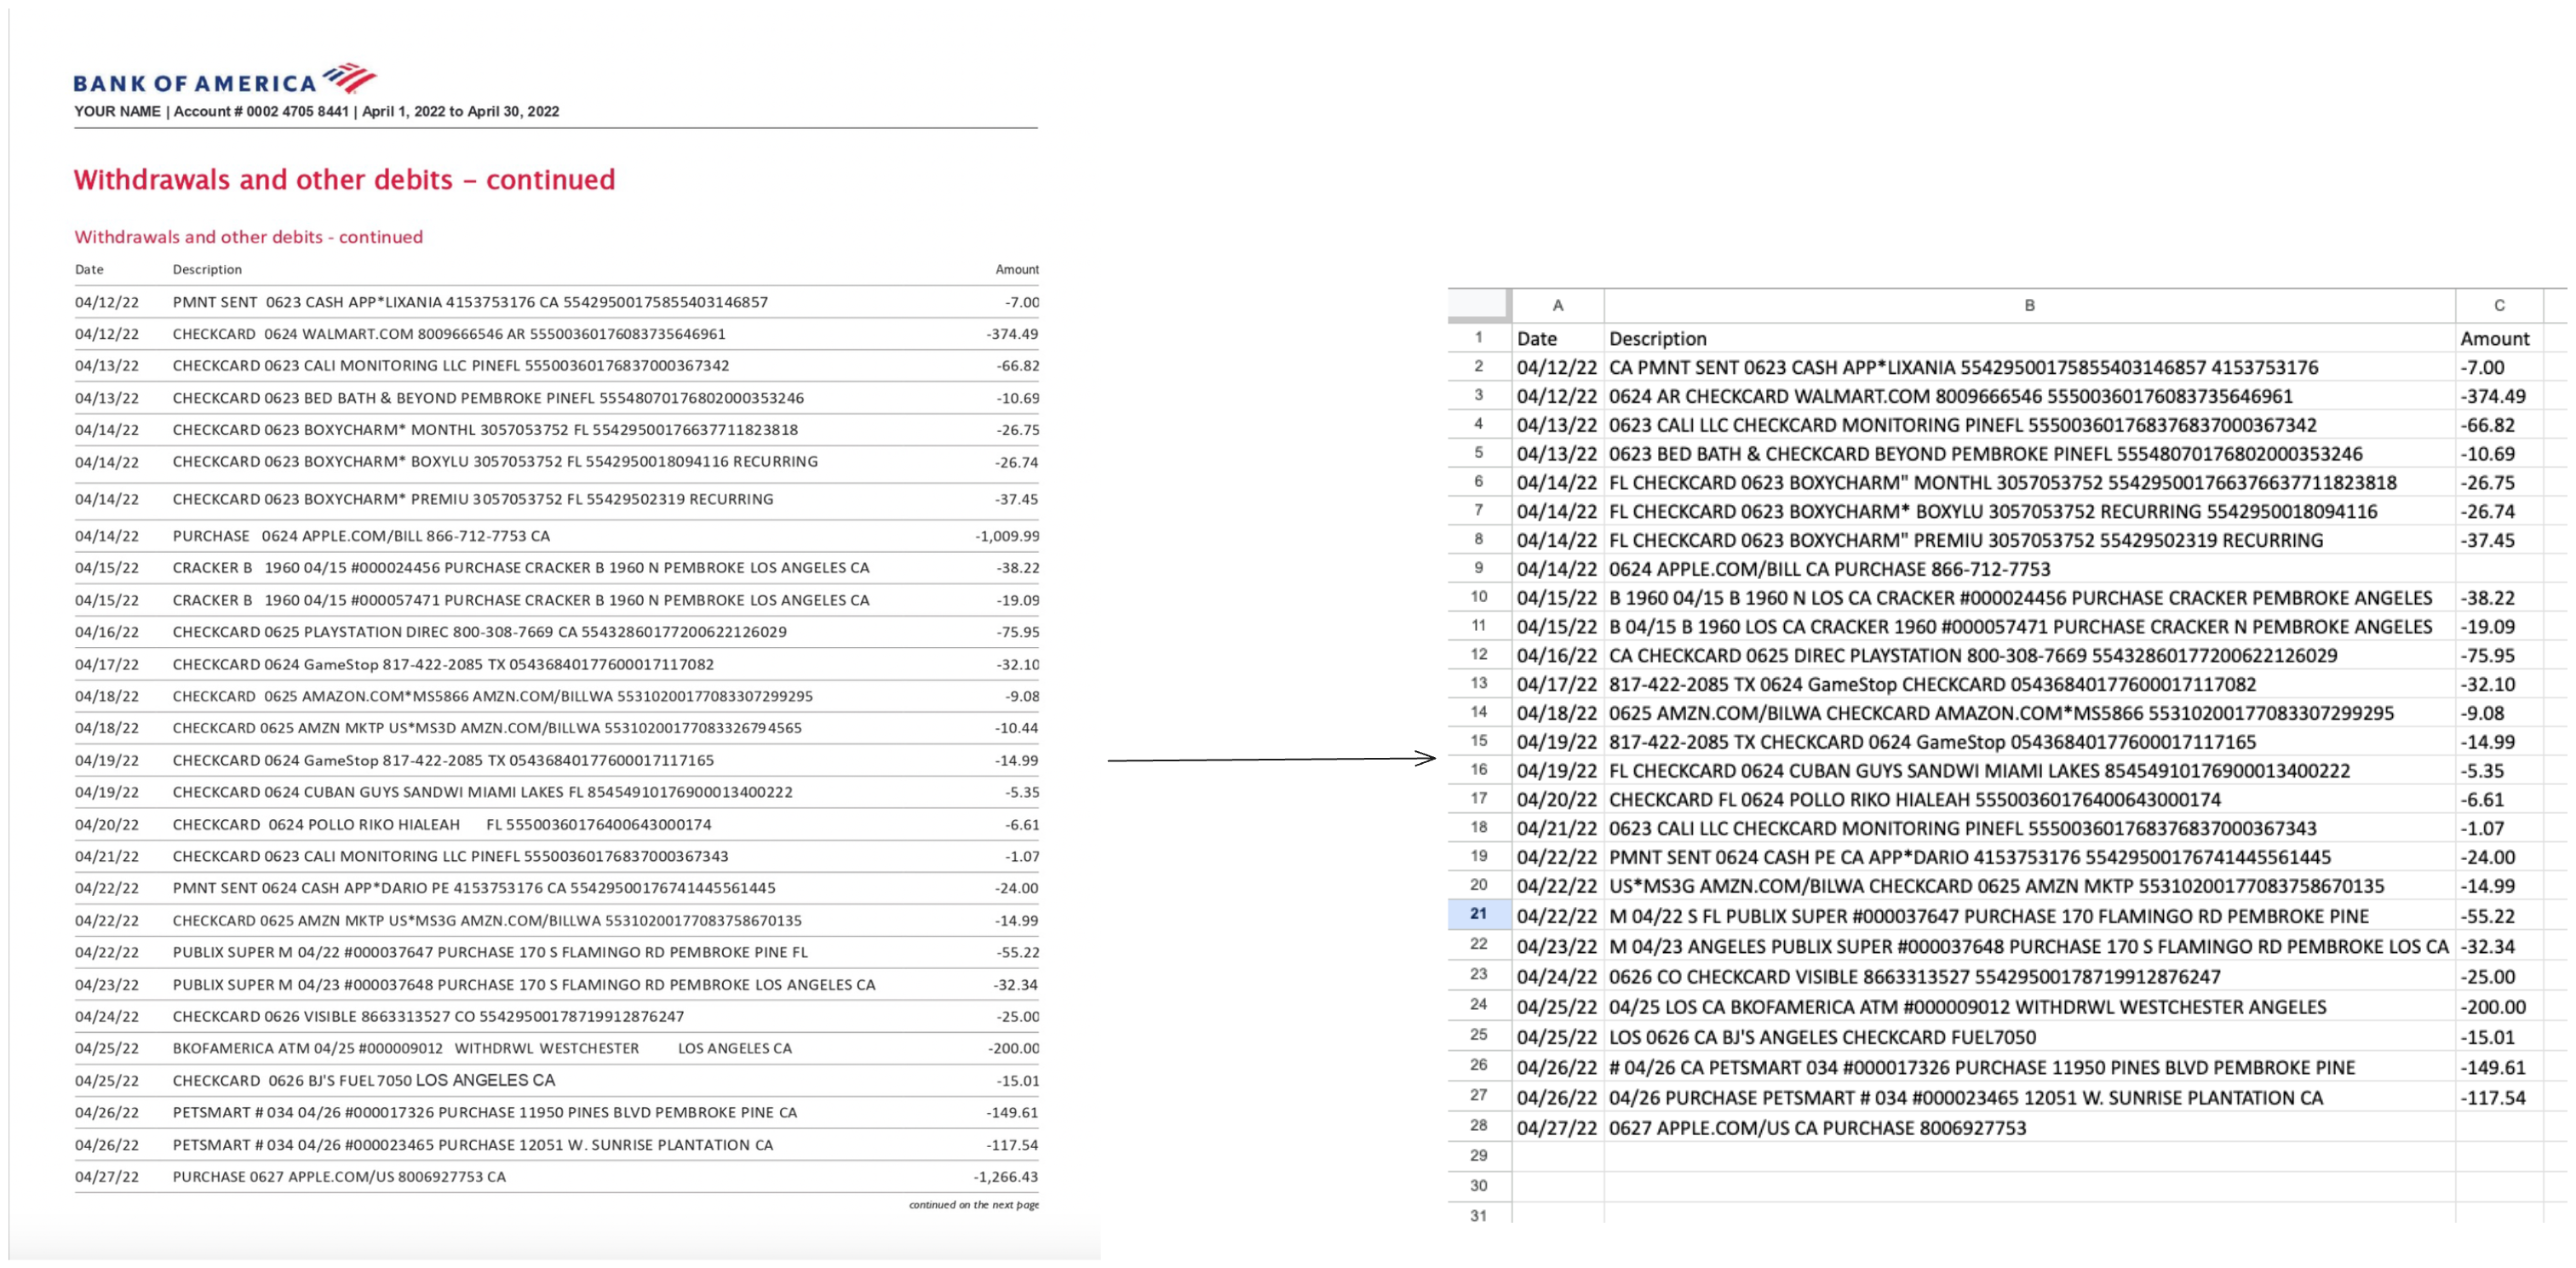 BANK OF AMERICA
YOUR NAME | Account # 0002 4705 8441 | April 1, 2022 to April 30, 2022
Withdrawals and other debits – continued
Withdrawals and other debits - continued
Date Description Amount
04/12/22 PMNT SENT 0623 CASH APP*LIXANIA 4153753176 CA 55429500175855403146857 -7.00
04/12/22 CHECKCARD 0624 WALMART.COM 8009666546 AR 55500360176083735646961 -374.49
04/13/22 CHECKCARD 0623 CALI MONITORING LLC PINEFL 55500360176837000367342 -66.82
04/13/22 CHECKCARD 0623 BED BATH & BEYOND PEMBROKE PINEFL 55548070176802000353246 -10.69
04/14/22 CHECKCARD 0623 BOXYCHARM* MONTHL 3057053752 FL 55429500176637711823818 -26.75
04/14/22 CHECKCARD 0623 BOXYCHARM* BOXYLU 3057053752 FL 5542950018094116 RECURRING -26.74
04/14/22 CHECKCARD 0623 BOXYCHARM* PREMIU 3057053752 FL 55429502319 RECURRING -37.45
04/14/22 PURCHASE 0624 APPLE.COM/BILL 866-712-7753 CA -1,009.99
04/15/22 CRACKER B 1960 04/15 #000024456 PURCHASE CRACKER B 1960 N PEMBROKE LOS ANGELES CA -38.22
04/15/22 CRACKER B 1960 04/15 #000057471 PURCHASE CRACKER B 1960 N PEMBROKE LOS ANGELES CA -19.09
04/16/22 CHECKCARD 0625 PLAYSTATION DIREC 800-308-7669 CA 55432860177200622126029 -75.95
04/17/22 CHECKCARD 0624 GameStop 817-422-2085 TX 05436840177600017117082 -32.10
04/18/22 CHECKCARD 0625 AMAZON.COM*MS5866 AMZN.COM/BILLWA 55310200177083307299295 -9.08
04/18/22 CHECKCARD 0625 AMZN MKTP US*MS3D AMZN.COM/BILLWA 55310200177083326794565 -10.44
04/19/22 CHECKCARD 0624 GameStop 817-422-2085 TX 05436840177600017117165 -14.99
04/19/22 CHECKCARD 0624 CUBAN GUYS SANDWI MIAMI LAKES FL 85454910176900013400222 -5.35
04/20/22 CHECKCARD 0624 POLLO RIKO HIALEAH FL 55500360176400643000174 -6.61
04/21/22 CHECKCARD 0623 CALI MONITORING LLC PINEFL 55500360176837000367343 -1.07
04/22/22 PMNT SENT 0624 CASH APP*DARIO PE 4153753176 CA 55429500176741445561445 -24.00
04/22/22 CHECKCARD 0625 AMZN MKTP US*MS3G AMZN.COM/BILLWA 55310200177083758670135 -14.99
04/22/22 PUBLIX SUPER M 04/22 #000037647 PURCHASE 170 S FLAMINGO RD PEMBROKE PINE FL -55.22
04/23/22 PUBLIX SUPER M 04/23 #000037648 PURCHASE 170 S FLAMINGO RD PEMBROKE LOS ANGELES CA -32.34
04/24/22 CHECKCARD 0626 VISIBLE 8663313527 CO 55429500178719912876247 -25.00
04/25/22 BKOFAMERICA ATM 04/25 #000009012 WITHDRWL WESTCHESTER LOS ANGELES CA -200.00
04/25/22 CHECKCARD 0626 BJ'S FUEL 7050 LOS ANGELES CA -15.01
04/26/22 PETSMART # 034 04/26 #000017326 PURCHASE 11950 PINES BLVD PEMBROKE PINE CA -149.61
04/26/22 PETSMART # 034 04/26 #000023465 PURCHASE 12051 W. SUNRISE PLANTATION CA -117.54
04/27/22 PURCHASE 0627 APPLE.COM/US 8006927753 CA -1,266.43
continued on the next page
A B C
1 Date Description Amount
2 04/12/22 CA PMNT SENT 0623 CASH APP*LIXANIA 55429500175855403146857 4153753176 -7.00
3 04/12/22 0624 AR CHECKCARD WALMART.COM 8009666546 55500360176083735646961 -374.49
4 04/13/22 0623 CALI LLC CHECKCARD MONITORING PINEFL 555003601768376837000367342 -66.82
5 04/13/22 0623 BED BATH & CHECKCARD BEYOND PEMBROKE PINEFL 55548070176802000353246 -10.69
6 04/14/22 FL CHECKCARD 0623 BOXYCHARM" MONTHL 3057053752 554295001766376637711823818 -26.75
7 04/14/22 FL CHECKCARD 0623 BOXYCHARM* BOXYLU 3057053752 RECURRING 5542950018094116 -26.74
8 04/14/22 FL CHECKCARD 0623 BOXYCHARM" PREMIU 3057053752 55429502319 RECURRING -37.45
9 04/14/22 0624 APPLE.COM/BILL CA PURCHASE 866-712-7753
10 04/15/22 B 1960 04/15 B 1960 N LOS CA CRACKER #000024456 PURCHASE CRACKER PEMBROKE ANGELES -38.22
11 04/15/22 B 04/15 B 1960 LOS CA CRACKER 1960 #000057471 PURCHASE CRACKER N PEMBROKE ANGELES -19.09
12 04/16/22 CA CHECKCARD 0625 DIREC PLAYSTATION 800-308-7669 55432860177200622126029 -75.95
13 04/17/22 817-422-2085 TX 0624 GameStop CHECKCARD 05436840177600017117082 -32.10
14 04/18/22 0625 AMZN.COM/BILWA CHECKCARD AMAZON.COM*MS5866 55310200177083307299295 -9.08
15 04/19/22 817-422-2085 TX CHECKCARD 0624 GameStop 05436840177600017117165 -14.99
16 04/19/22 FL CHECKCARD 0624 CUBAN GUYS SANDWI MIAMI LAKES 85454910176900013400222 -5.35
17 04/20/22 CHECKCARD FL 0624 POLLO RIKO HIALEAH 55500360176400643000174 -6.61
18 04/21/22 0623 CALI LLC CHECKCARD MONITORING PINEFL 555003601768376837000367343 -1.07
19 04/22/22 PMNT SENT 0624 CASH PE CA APP*DARIO 4153753176 55429500176741445561445 -24.00
20 04/22/22 US*MS3G AMZN.COM/BILWA CHECKCARD 0625 AMZN MKTP 55310200177083758670135 -14.99
21 04/22/22 M 04/22 S FL PUBLIX SUPER #000037647 PURCHASE 170 FLAMINGO RD PEMBROKE PINE -55.22
22 04/23/22 M 04/23 ANGELES PUBLIX SUPER #000037648 PURCHASE 170 S FLAMINGO RD PEMBROKE LOS CA -32.34
23 04/24/22 0626 CO CHECKCARD VISIBLE 8663313527 55429500178719912876247 -25.00
24 04/25/22 04/25 LOS CA BKOFAMERICA ATM #000009012 WITHDRWL WESTCHESTER ANGELES -200.00
25 04/25/22 LOS 0626 CA BJ'S ANGELES CHECKCARD FUEL7050 -15.01
26 04/26/22 # 04/26 CA PETSMART 034 #000017326 PURCHASE 11950 PINES BLVD PEMBROKE PINE -149.61
27 04/26/22 04/26 PURCHASE PETSMART # 034 #000023465 12051 W. SUNRISE PLANTATION CA -117.54
28 04/27/22 0627 APPLE.COM/US CA PURCHASE 8006927753
29
30
31